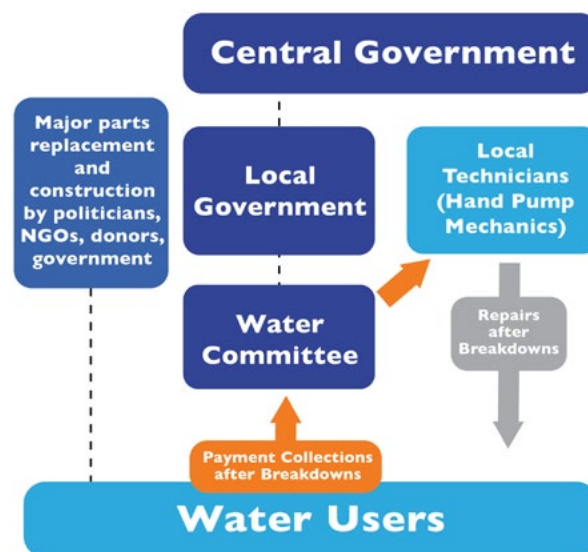 Central Government
Major parts
replacement
and
construction
by politicians,
NGOs, donors,
government
Local
Government
Local
Technicians
(Hand Pump
Mechanics)
Water
Committee
Repairs
after
Breakdowns
Payment Collections
after Breakdowns
Water Users